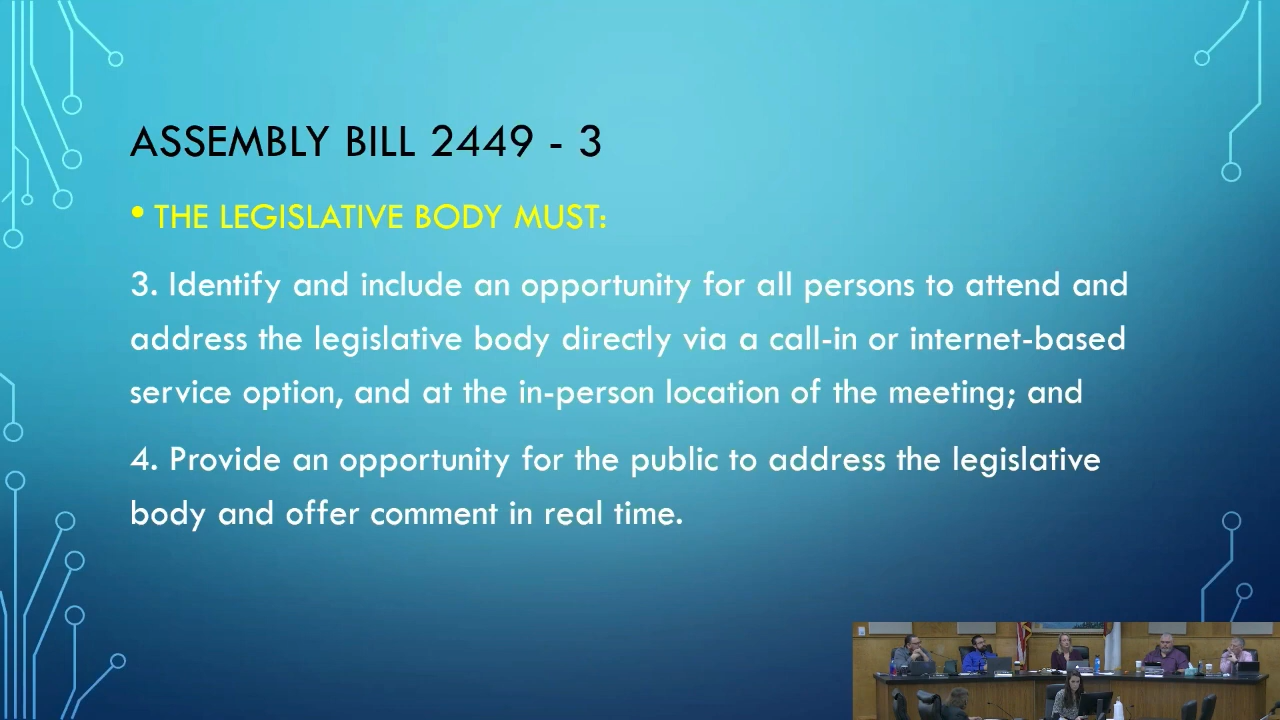 ASSEMBLY BILL 2449 - 3
• THE LEGISLATIVE BODY MUST:
3. Identify and include an opportunity for all persons to attend and
address the legislative body directly via a call-in or internet-based
service option, and at the in-person location of the meeting; and
4. Provide an opportunity for the public to address the legislative
body and offer comment in real time.